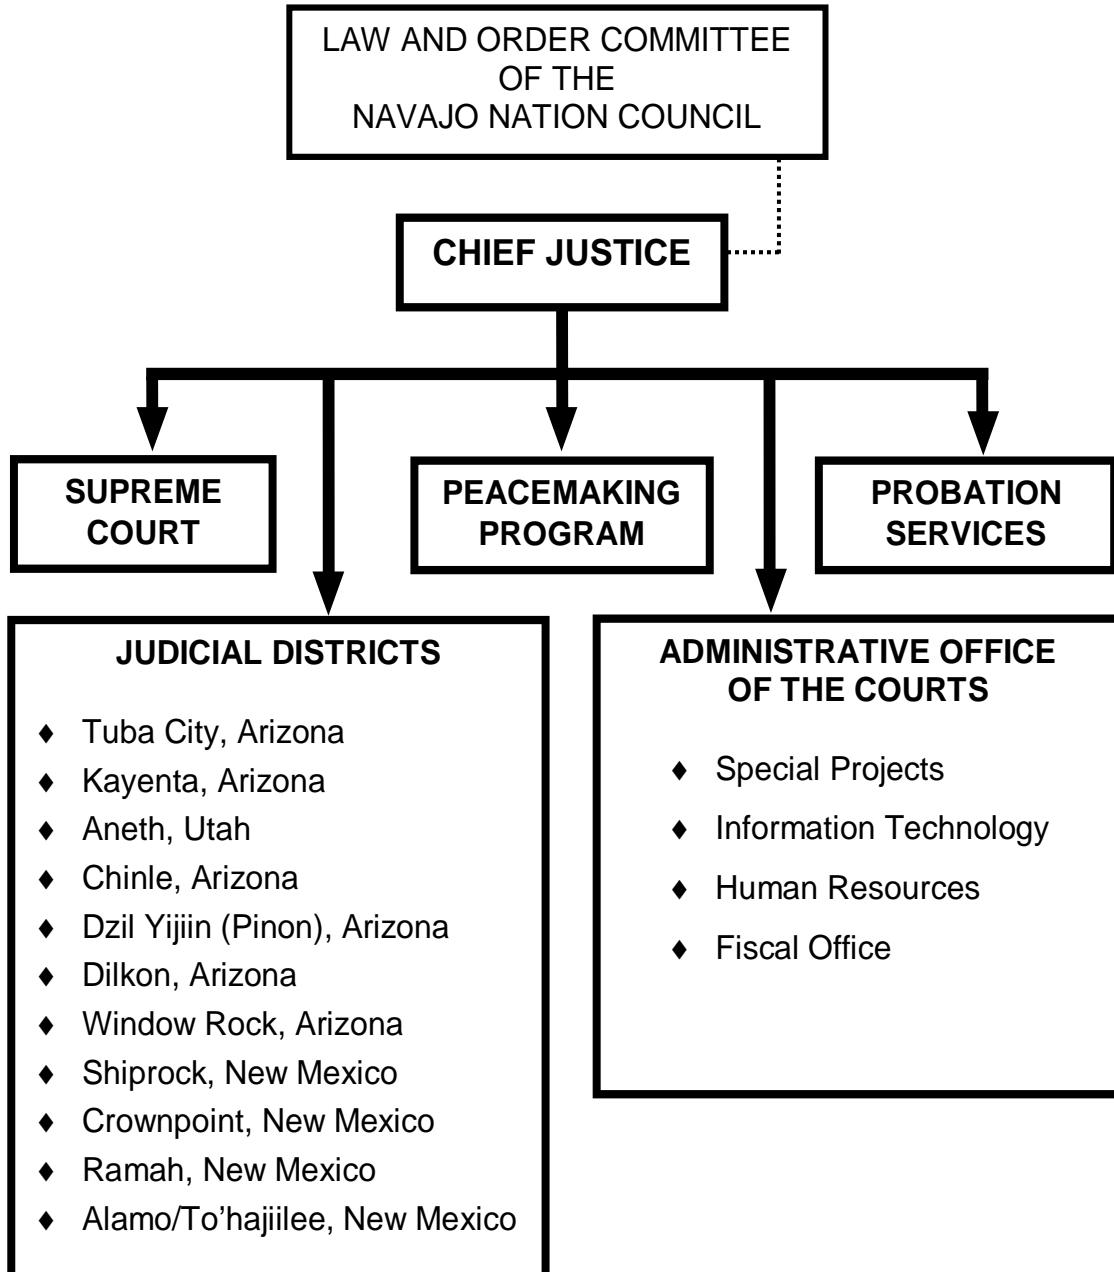 LAW AND ORDER COMMITTEE
OF THE
NAVAJO NATION COUNCIL
CHIEF JUSTICE
SUPREME
COURT
PEACEMAKING
PROGRAM
PROBATION
SERVICES
JUDICIAL DISTRICTS
♦ Tuba City, Arizona
♦ Kayenta, Arizona
♦ Aneth, Utah
♦ Chinle, Arizona
♦ Dzil Yijiin (Pinon), Arizona
♦ Dilkon, Arizona
♦ Window Rock, Arizona
♦ Shiprock, New Mexico
♦ Crownpoint, New Mexico
♦ Ramah, New Mexico
♦ Alamo/To’hajiilee, New Mexico
ADMINISTRATIVE OFFICE
OF THE COURTS
♦ Special Projects
♦ Information Technology
♦ Human Resources
♦ Fiscal Office